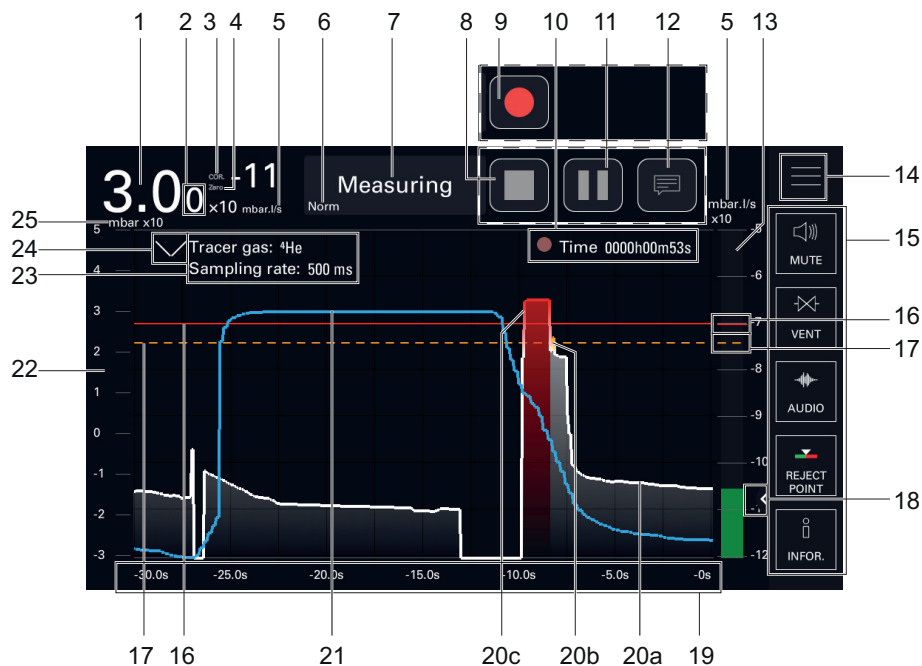 1 2 3 4 5 6 7 8 9 10 11 12 5 13
3.00 COR. Zero -11
×10 mbar.l/s
mbar x10
Norm
Measuring
mbar.l/s
x10
Tracer gas: ⁴He
Sampling rate: 500 ms
Time 0000h00m53s
5
4
3
2
1
0
-1
-2
-3
-5
-6
-7
-8
-9
-10
-12
-30.0s -25.0s -20.0s -15.0s -10.0s -5.0s -0s
MUTE
VENT
AUDIO
REJECT
POINT
INFOR.
14
15
16
17
18
25
24
23
22
17 16 21 20c 20b 20a 19